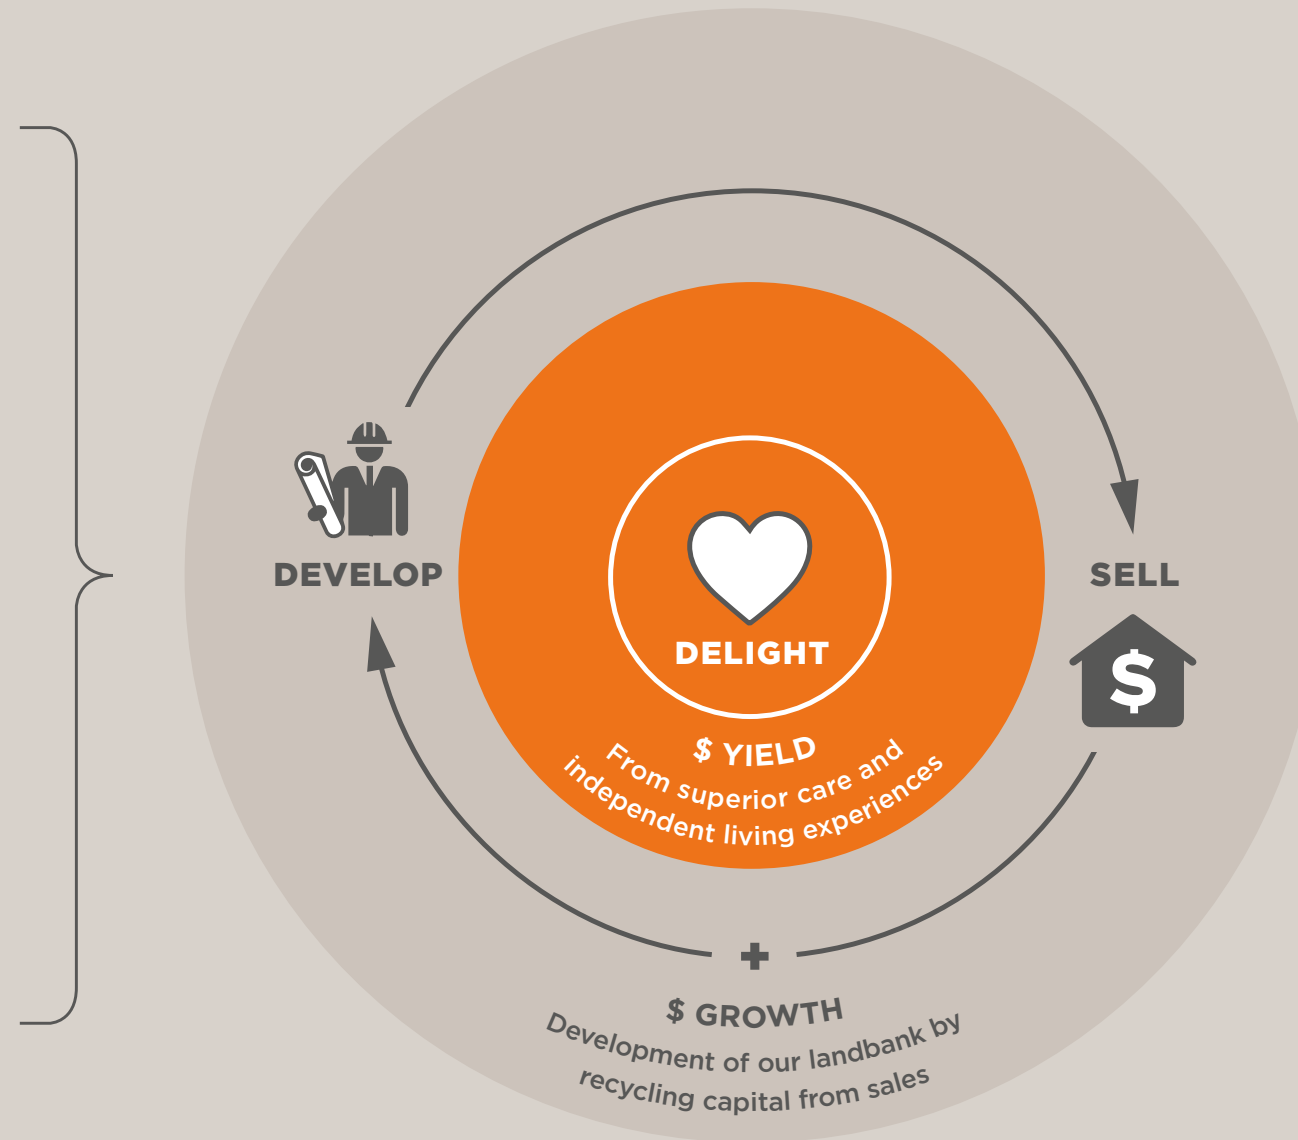 DEVELOP
SELL
$
DELIGHT
$ YIELD
From superior care and
independent living experiences
$ GROWTH
Development of our landbank by
recycling capital from sales